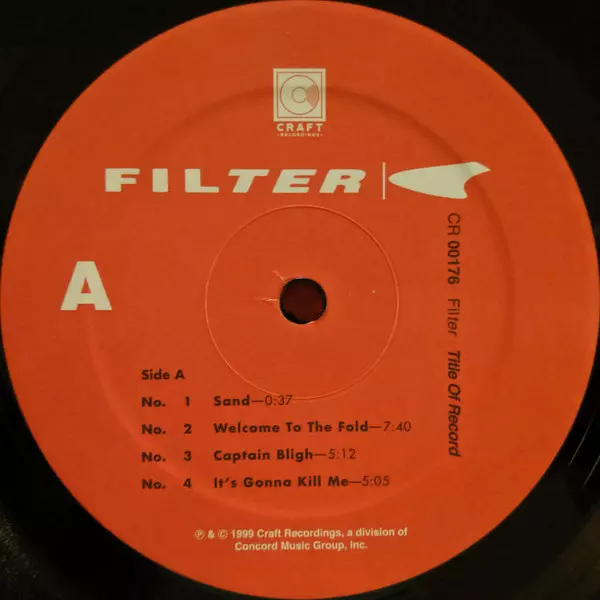 CRAFT
•RECORDINGS•
FILTER
CR 00176 Filter Title Of Record
A
Side A
No. 1 Sand—0:37
No. 2 Welcome To The Fold—7:40
No. 3 Captain Bligh—5:12
No. 4 It's Gonna Kill Me—5:05
℗ & © 1999 Craft Recordings, a division of
Concord Music Group, Inc.